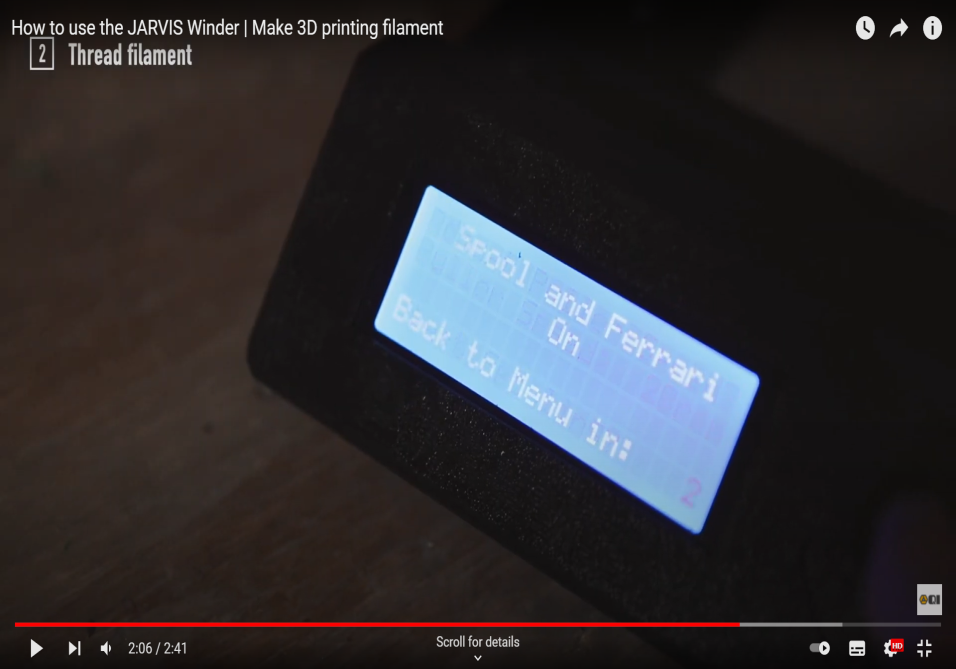 How to use the JARVIS Winder | Make 3D printing filament
2 Thread filament
Spool and Ferrari
On
Back to Menu in:
2
2:06 / 2:41
Scroll for details
HD